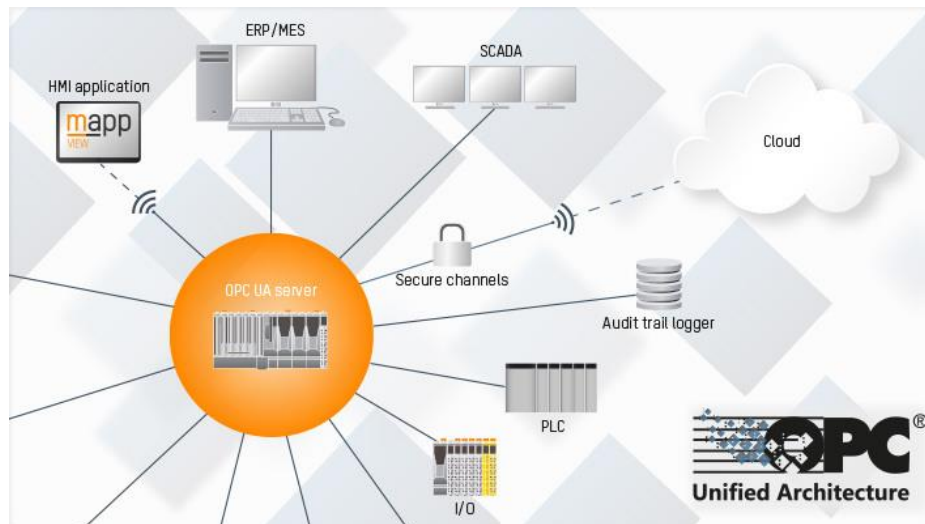 ERP/MES
SCADA
HMI application
mapp
VIEW
Cloud
Secure channels
OPC UA server
Audit trail logger
PLC
I/O
OPC®
Unified Architecture